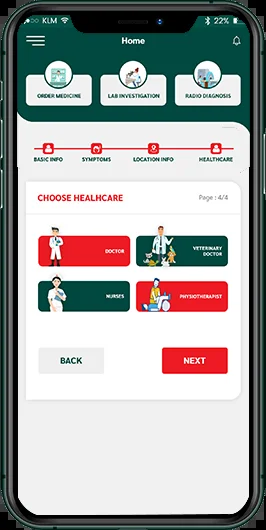 KLM
22%
Home
ORDER MEDICINE
LAB INVESTIGATION
RADIO DIAGNOSIS
BASIC INFO
SYMPTOMS
LOCATION INFO
HEALTHCARE
CHOOSE HEALHCARE
Page : 4/4
DOCTOR
VETERINARY
DOCTOR
NURSES
PHYSIOTHERAPIST
BACK
NEXT